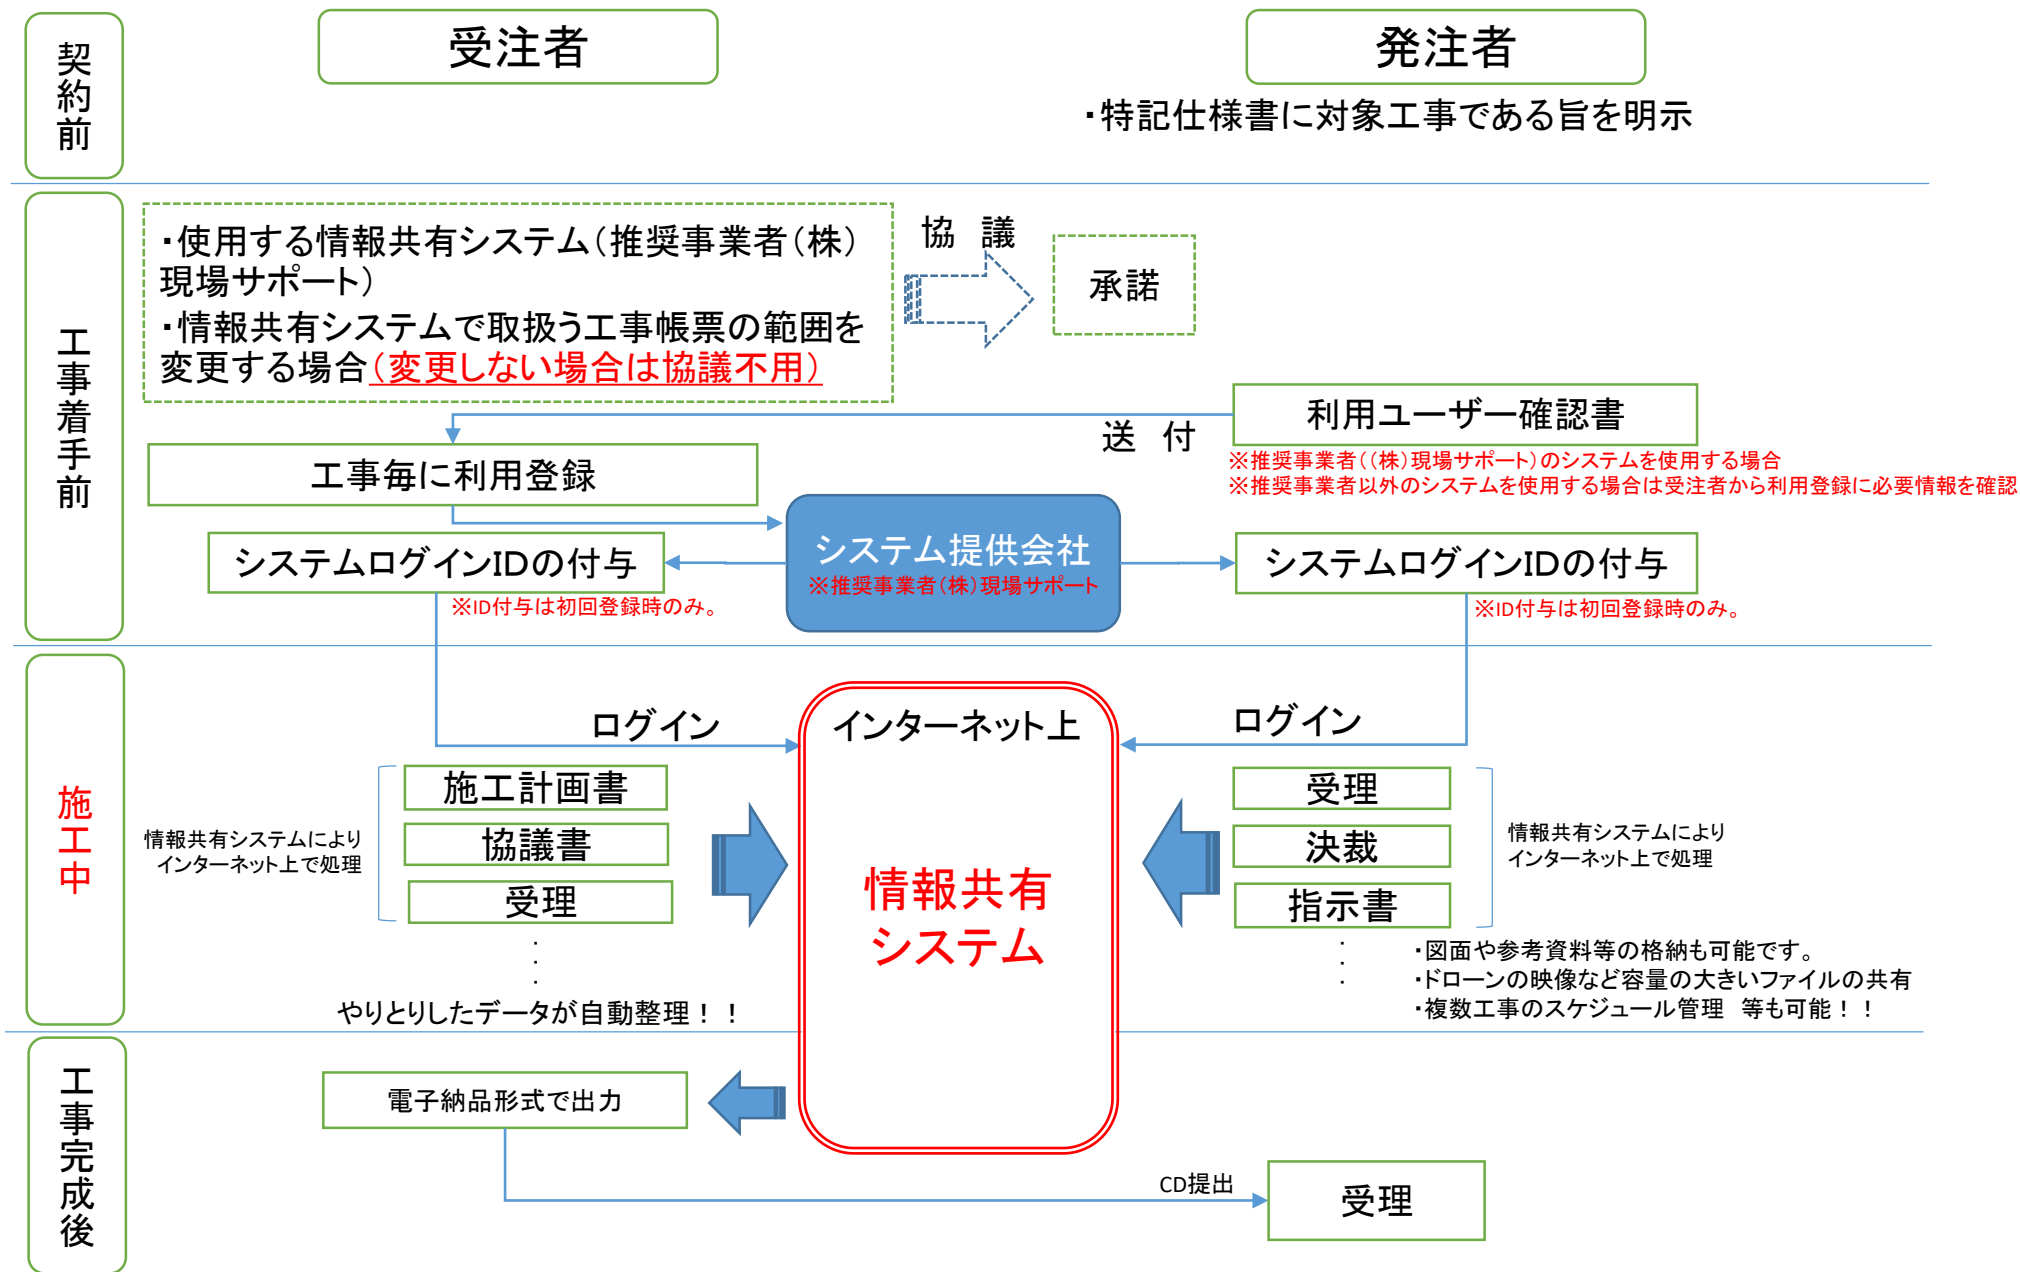 契約前
受注者
発注者
・特記仕様書に対象工事である旨を明示
工事着手前
・使用する情報共有システム（推奨事業者（株）
現場サポート）
・情報共有システムで取扱う工事帳票の範囲を
変更する場合（変更しない場合は協議不用）
協　議
承諾
利用ユーザー確認書
送　付
※推奨事業者（（株）現場サポート）のシステムを使用する場合
※推奨事業者以外のシステムを使用する場合は受注者から利用登録に必要情報を確認
工事毎に利用登録
システム提供会社
※推奨事業者（株）現場サポート
システムログインIDの付与
※ID付与は初回登録時のみ。
システムログインIDの付与
※ID付与は初回登録時のみ。
施工中
ログイン
インターネット上
ログイン
情報共有システムにより
インターネット上で処理
施工計画書
協議書
受理
・
・
・
やりとりしたデータが自動整理！！
情報共有
システム
受理
決裁
指示書
・
・
・
情報共有システムにより
インターネット上で処理
・図面や参考資料等の格納も可能です。
・ドローンの映像など容量の大きいファイルの共有
・複数工事のスケジュール管理　等も可能！！
工事完成後
電子納品形式で出力
CD提出
受理